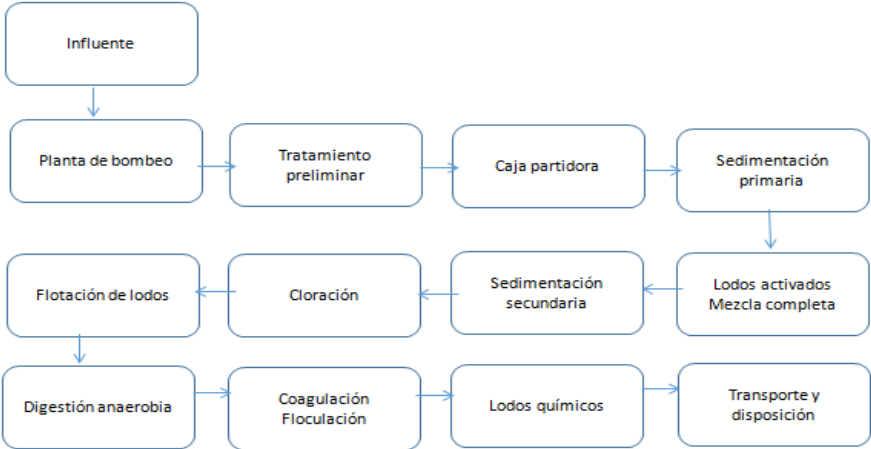 Influente
Planta de bombeo
Tratamiento
preliminar
Caja partidora
Sedimentación
primaria
Lodos activados
Mezcla completa
Sedimentación
secundaria
Cloración
Flotación de lodos
Digestión anaerobia
Coagulación
Floculación
Lodos químicos
Transporte y
disposición